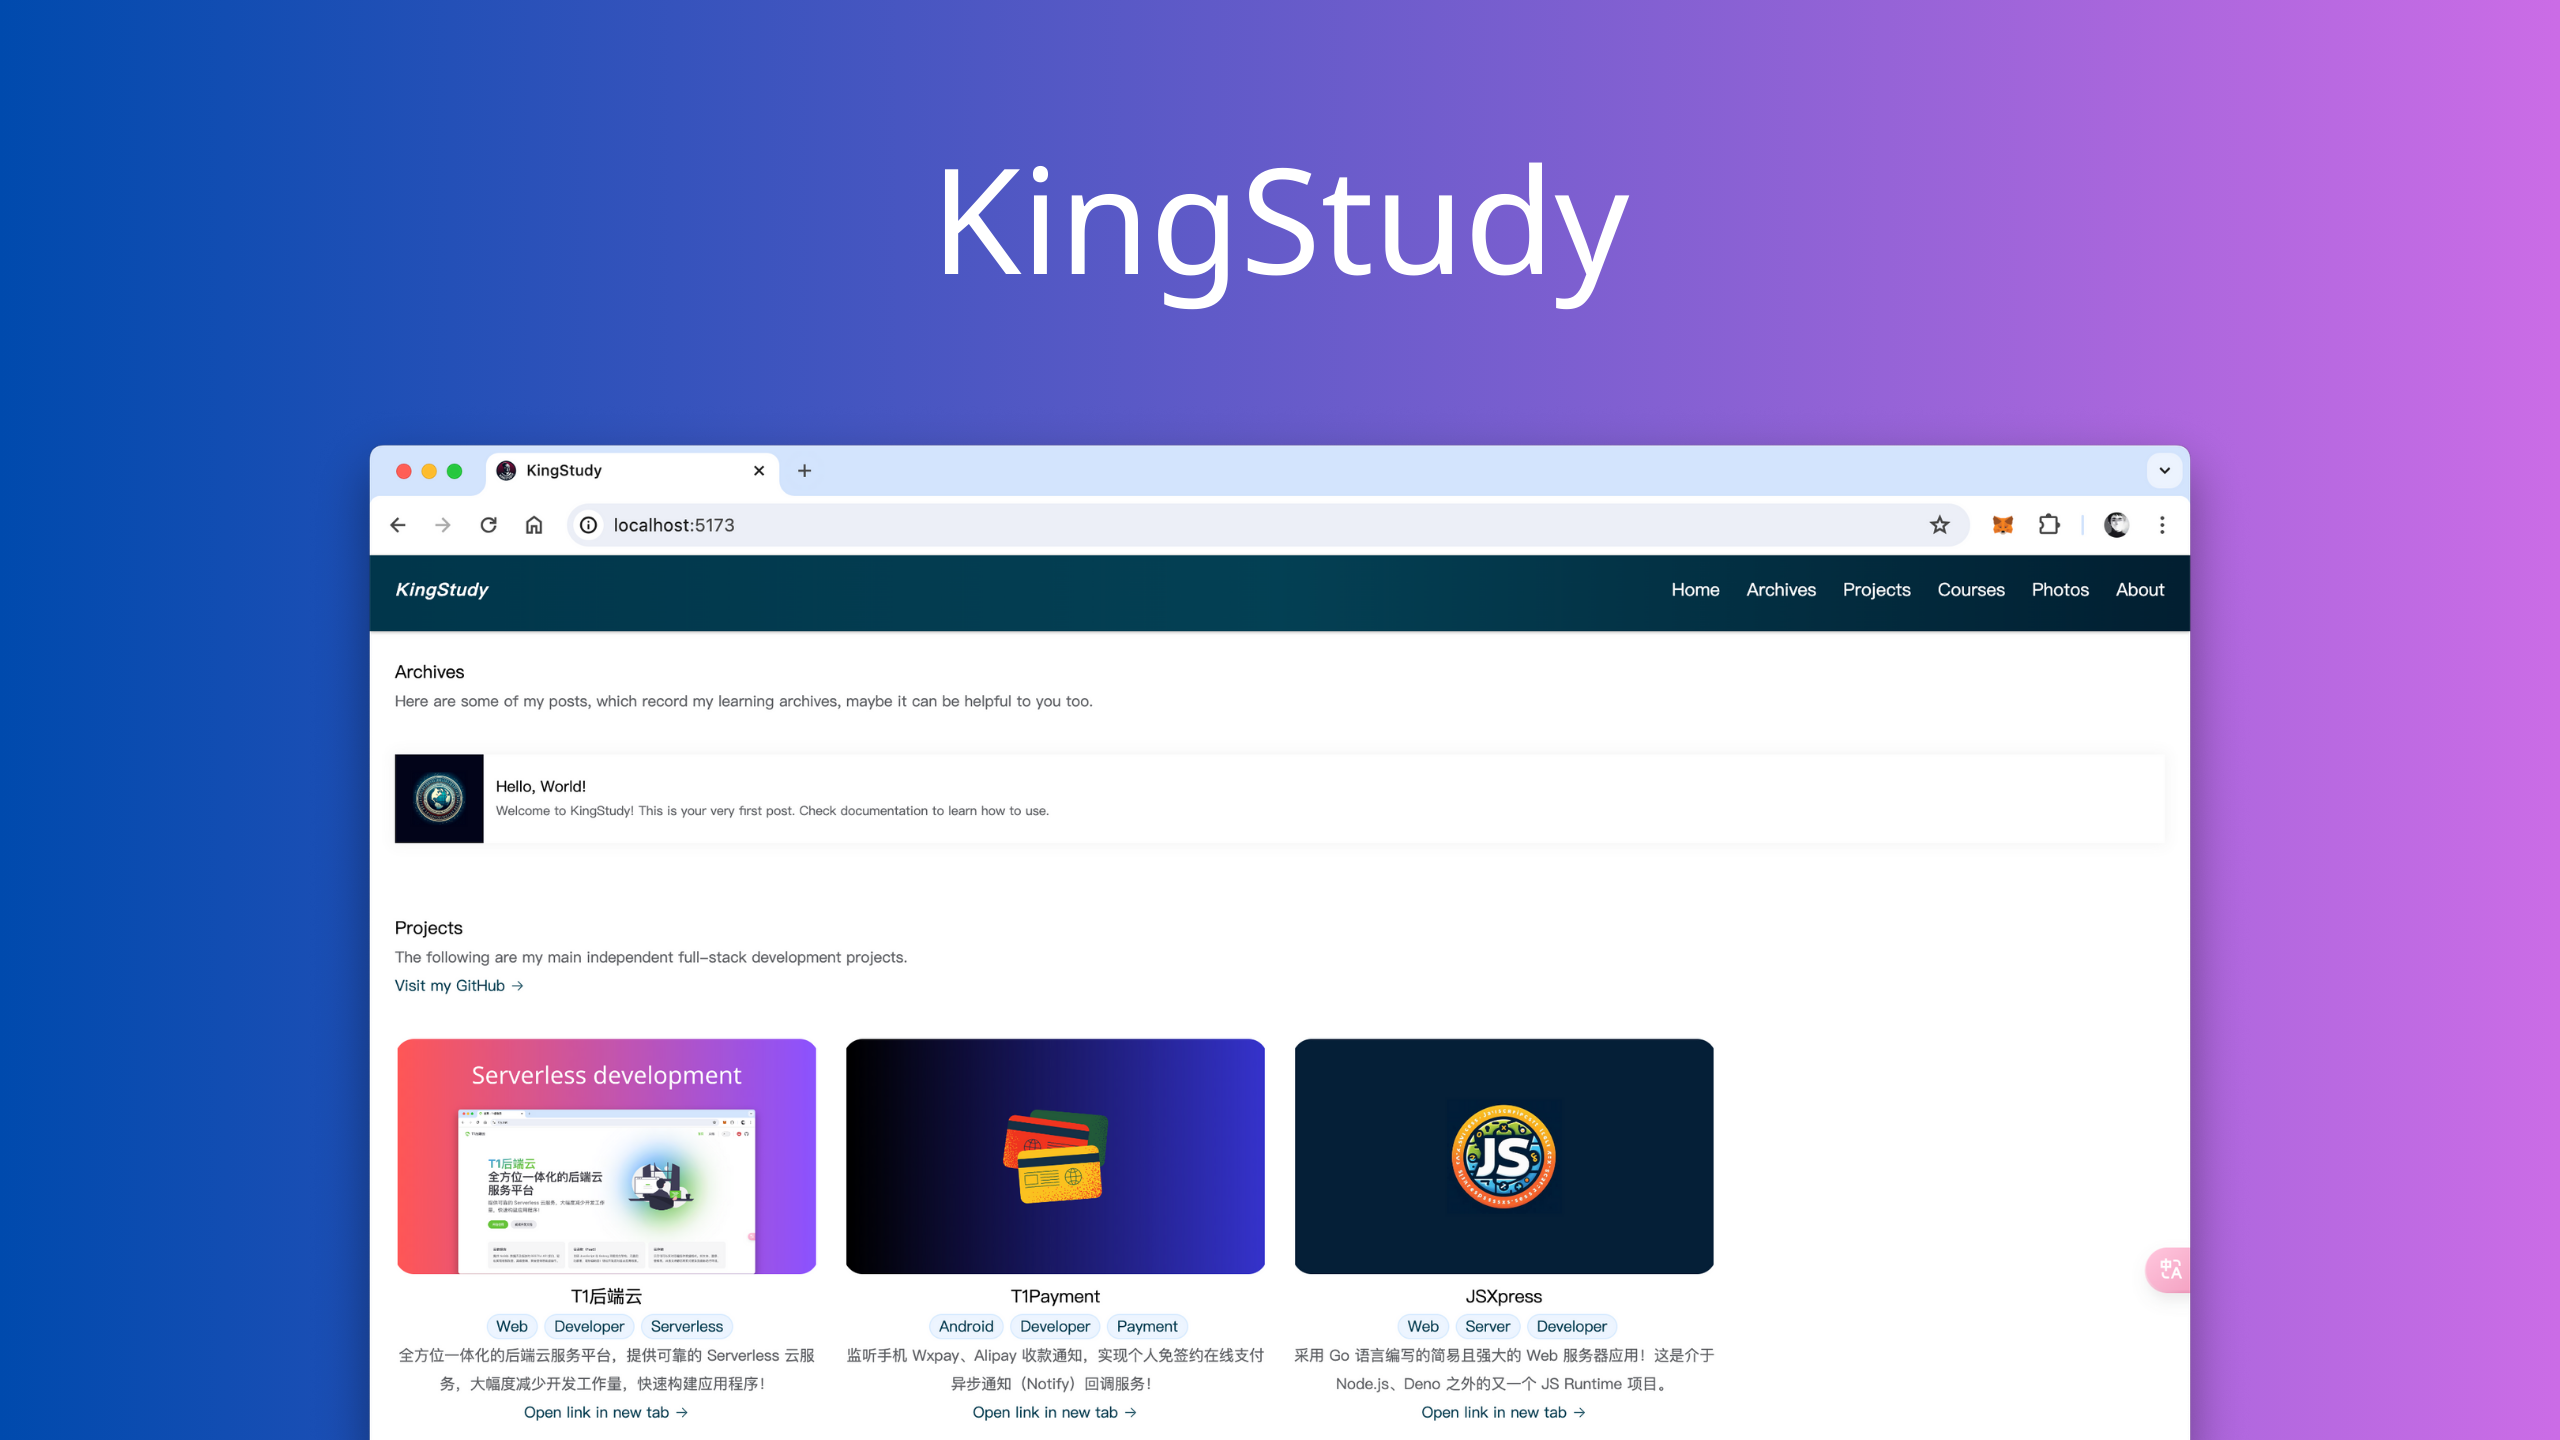 KingStudy
KingStudy
localhost:5173
KingStudy
Home Archives Projects Courses Photos About
Archives
Here are some of my posts, which record my learning archives, maybe it can be helpful to you too.
Hello, World!
Welcome to KingStudy! This is your very first post. Check documentation to learn how to use.
Projects
The following are my main independent full-stack development projects.
Visit my GitHub →
Serverless development
T1后端云
全方位一体化的后端云
服务平台
JS
T1后端云
Web Developer Serverless
全方位一体化的后端云服务平台，提供可靠的 Serverless 云服
务，大幅度减少开发工作量，快速构建应用程序！
Open link in new tab →
T1Payment
Android Developer Payment
监听手机 Wxpay、Alipay 收款通知，实现个人免签约在线支付
异步通知（Notify）回调服务！
Open link in new tab →
JSXpress
Web Server Developer
采用 Go 语言编写的简易且强大的 Web 服务器应用！这是介于
Node.js、Deno 之外的又一个 JS Runtime 项目。
Open link in new tab →